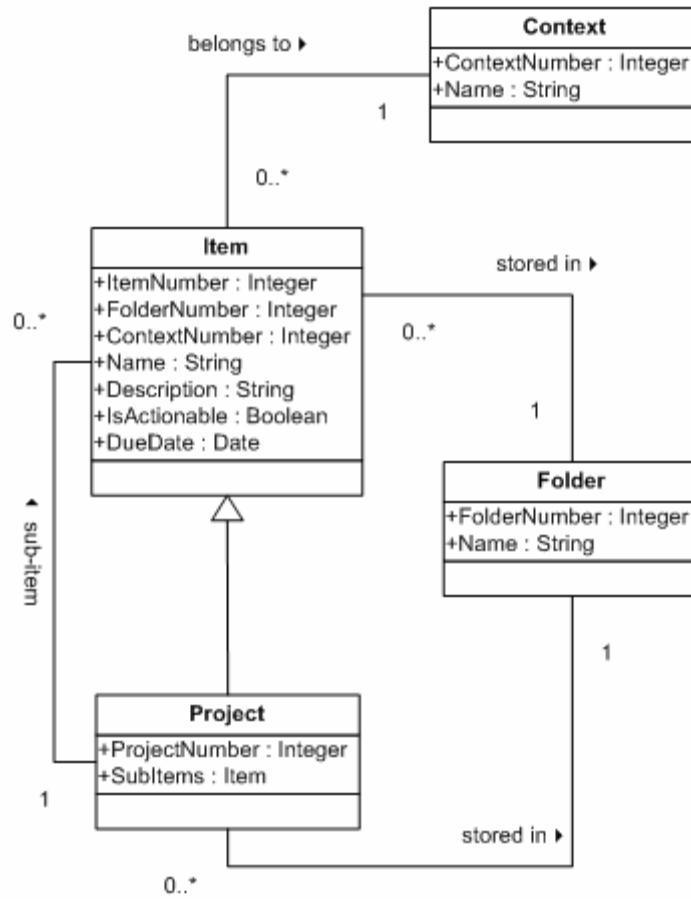 Context
belongs to ▶
+ContextNumber : Integer
+Name : String
1
0..*
Item
+ItemNumber : Integer
+FolderNumber : Integer
+ContextNumber : Integer
+Name : String
+Description : String
+IsActionable : Boolean
+DueDate : Date
stored in ▶
0..*
0..*
1
Folder
+FolderNumber : Integer
+Name : String
◀ sub-item
1
Project
+ProjectNumber : Integer
+SubItems : Item
1
stored in ▶
0..*